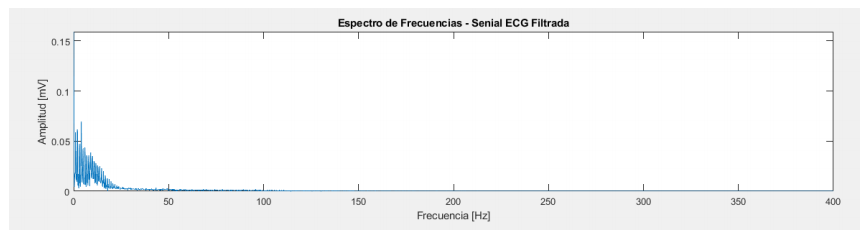 Espectro de Frecuencias - Senial ECG Filtrada
0.15
0.1
0.05
0
Amplitud [mV]
0 50 100 150 200 250 300 350 400
Frecuencia [Hz]